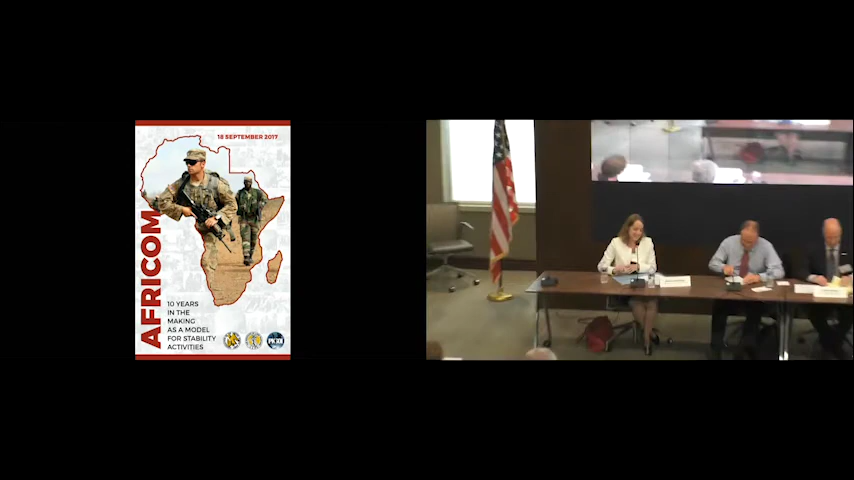 18 SEPTEMBER 2017
AFRICOM
10 YEARS
IN THE
MAKING
AS A MODEL
FOR STABILITY
ACTIVITIES